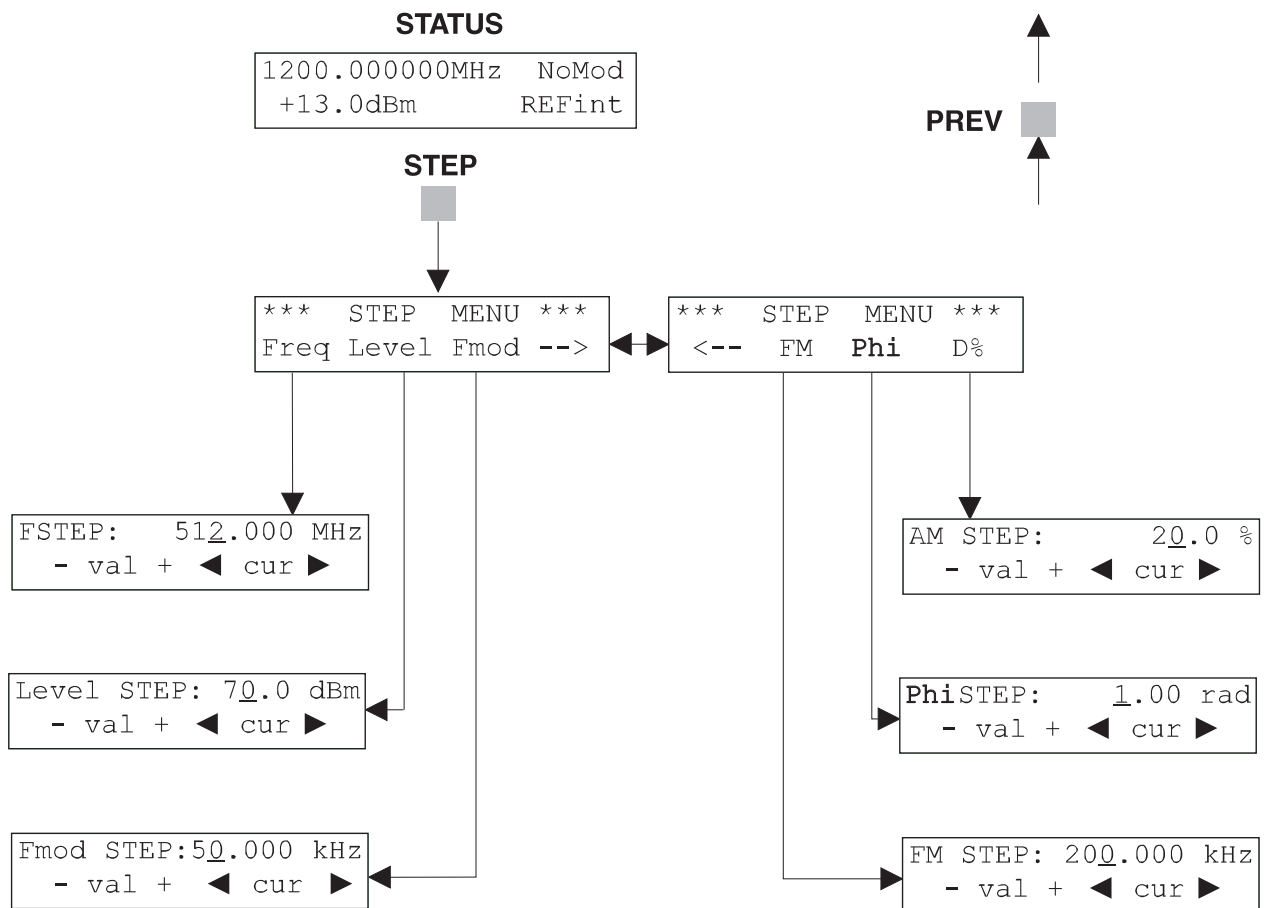 STATUS
1200.000000MHz NoMod
+13.0dBm REFint
PREV
STEP
*** STEP MENU ***
Freq Level Fmod -->
*** STEP MENU ***
<-- FM Phi D%
FSTEP: 512.000 MHz
- val + ◀ cur ▶
AM STEP: 20.0 %
- val + ◀ cur ▶
Level STEP: 70.0 dBm
- val + ◀ cur ▶
PhiSTEP: 1.00 rad
- val + ◀ cur ▶
Fmod STEP:50.000 kHz
- val + ◀ cur ▶
FM STEP: 200.000 kHz
- val + ◀ cur ▶